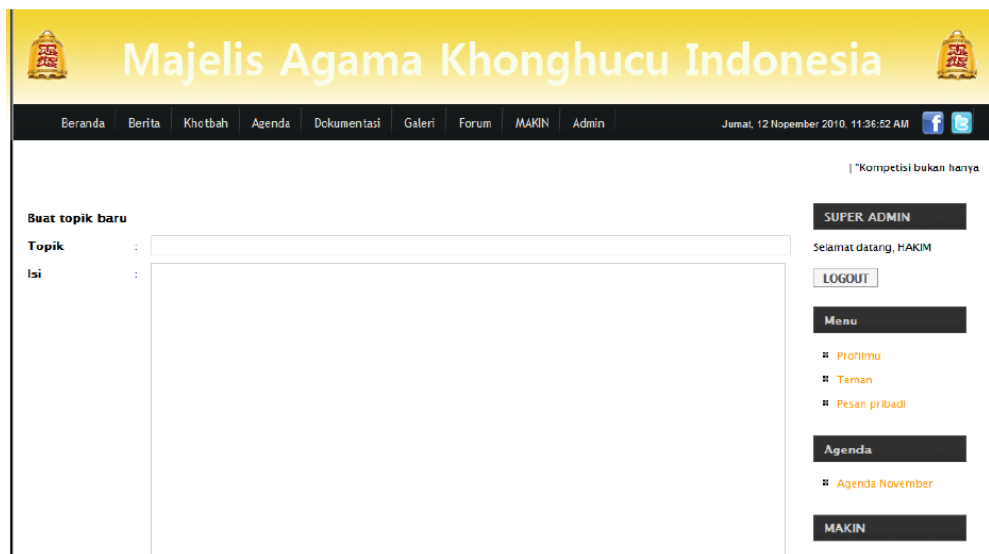 Majelis Agama Khonghucu Indonesia
Beranda Berita Khotbah Agenda Dokumentasi Galeri Forum MAKIN Admin Jumat, 12 Nopember 2010, 11:36:52 AM
| "Kompetisi bukan hanya
Buat topik baru
Topik :
Isi :
SUPER ADMIN
Selamat datang, HAKIM
LOGOUT
Menu
Profilmu
Teman
Pesan pribadi
Agenda
Agenda November
MAKIN